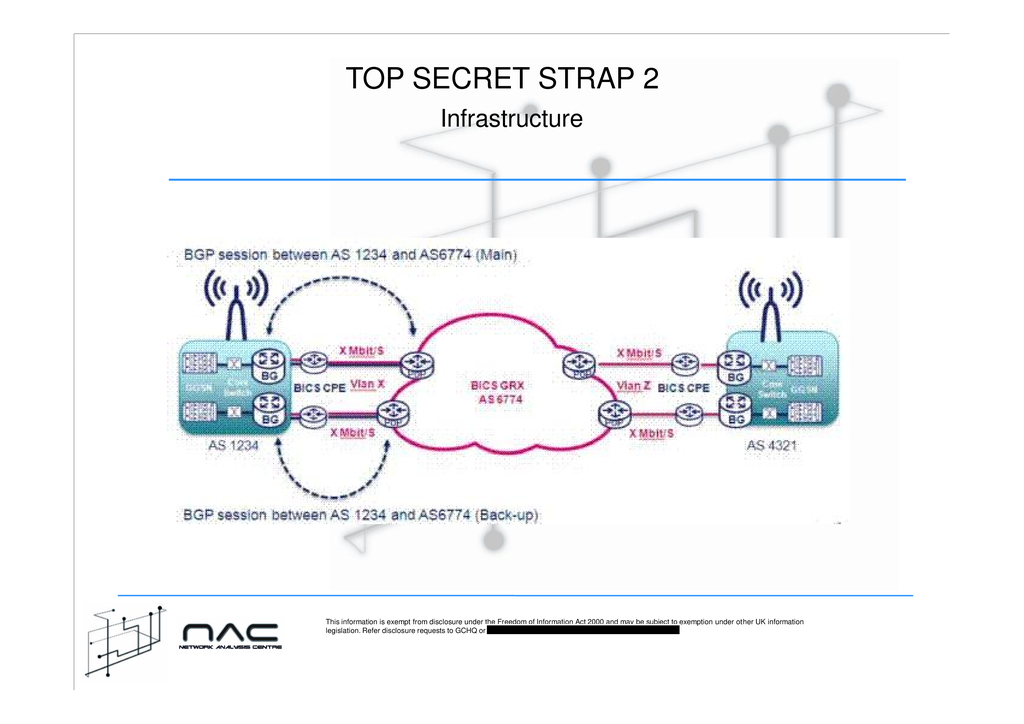 TOP SECRET STRAP 2
Infrastructure
BGP session between AS 1234 and AS6774 (Main)
X Mbit/S
X Mbit/S
BG
POP
POP
BG
GGSN
Core
Switch
BICS CPE
Vlan X
BICS GRX
AS 6774
Vlan Z
BICS CPE
Core
Switch
GGSN
BG
POP
POP
BG
X Mbit/S
X Mbit/S
AS 1234
AS 4321
BGP session between AS 1234 and AS6774 (Back-up)
NAC
NETWORK ANALYSIS CENTRE
This information is exempt from disclosure under the Freedom of Information Act 2000 and may be subject to exemption under other UK information
legislation. Refer disclosure requests to GCHQ or